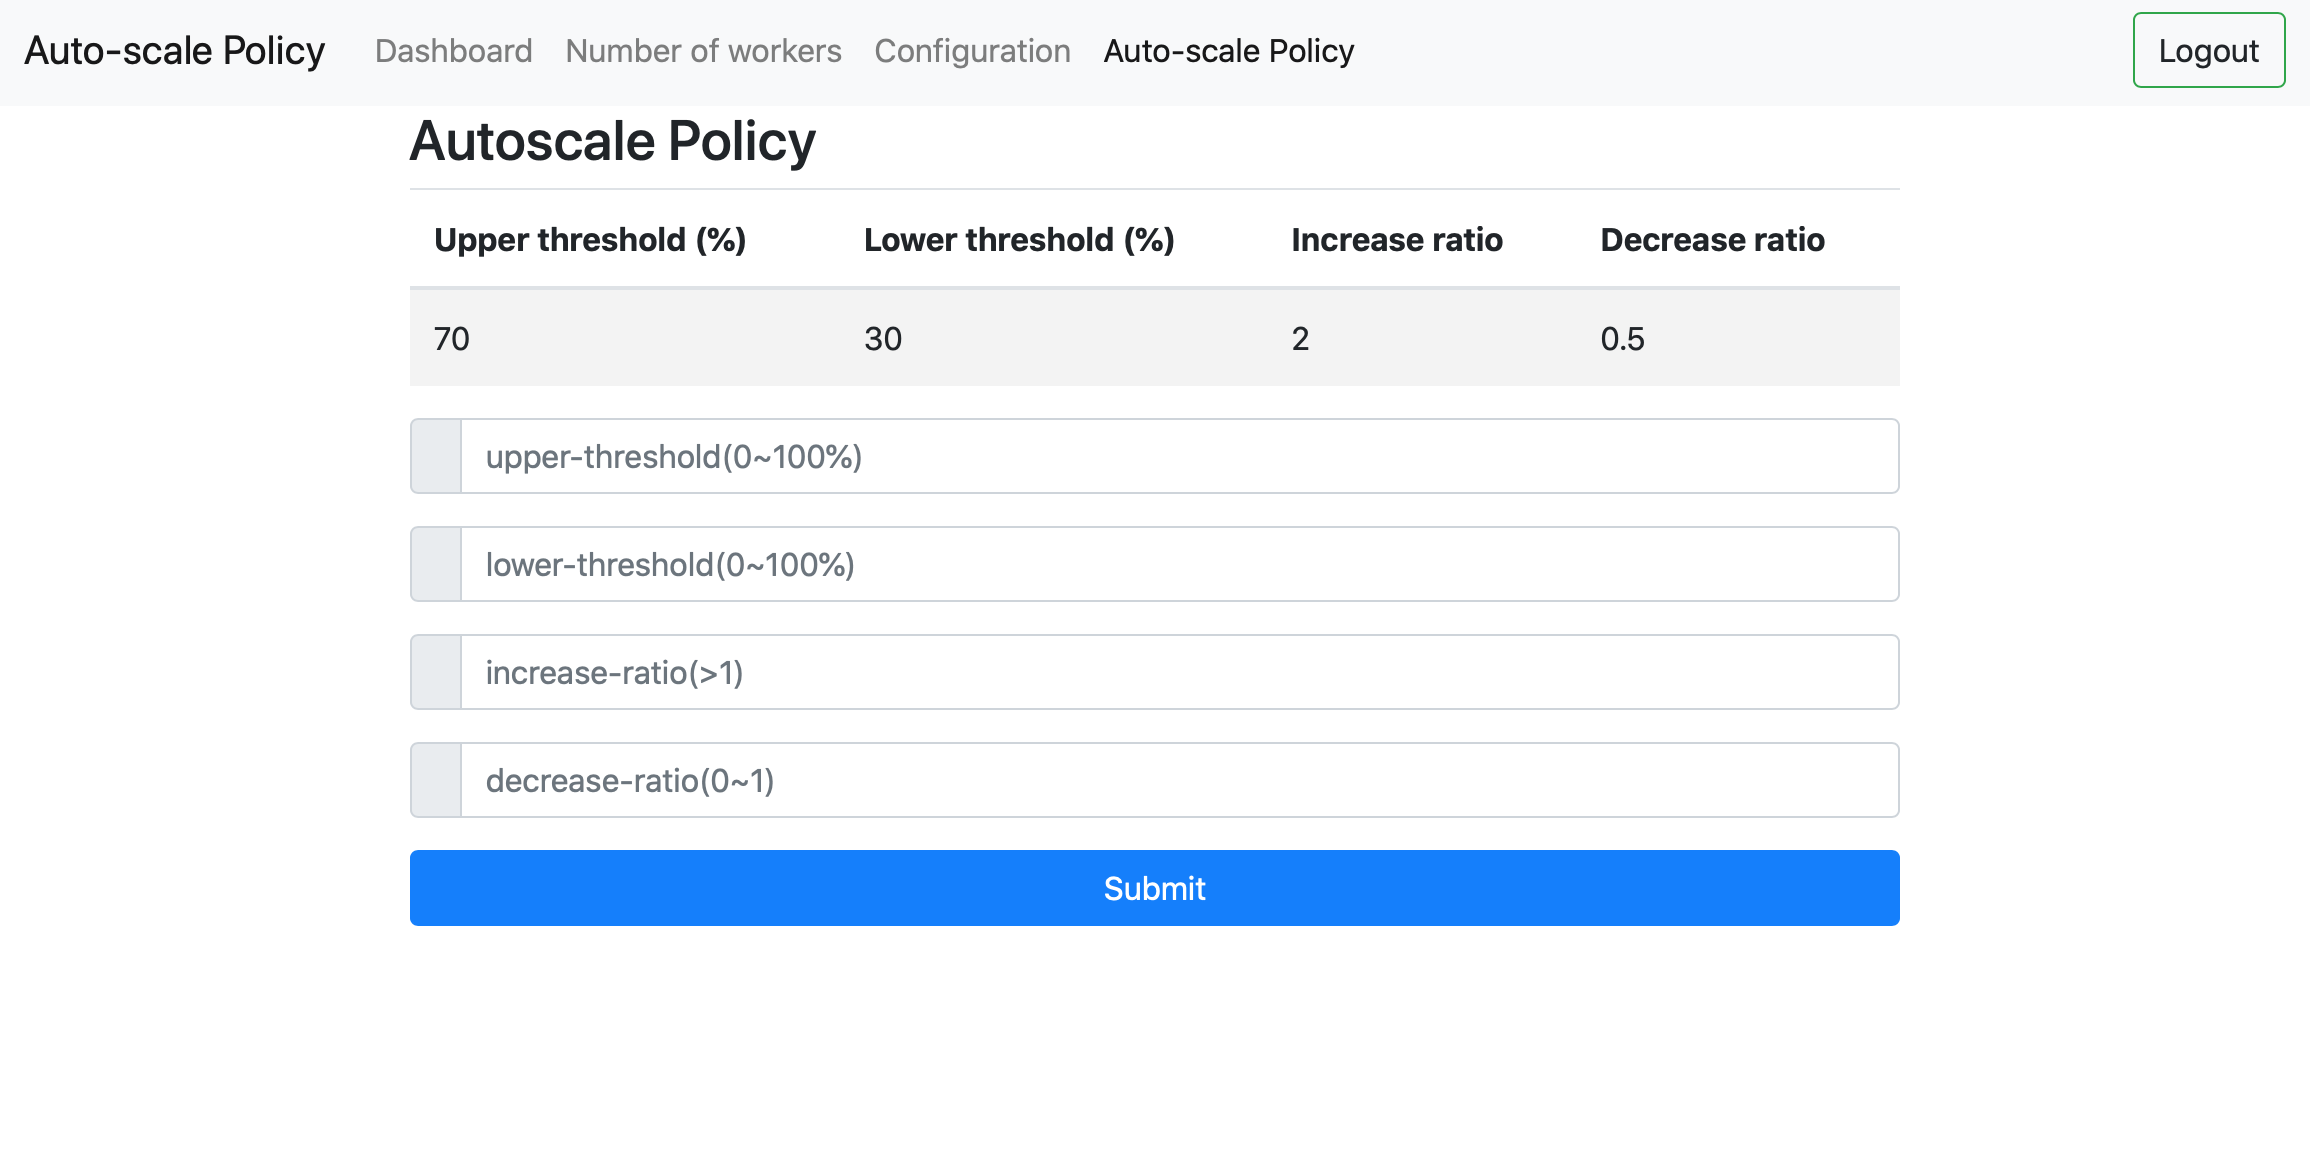 Auto-scale Policy Dashboard Number of workers Configuration Auto-scale Policy Logout
Autoscale Policy
Upper threshold (%) Lower threshold (%) Increase ratio Decrease ratio
70 30 2 0.5
upper-threshold(0~100%)
lower-threshold(0~100%)
increase-ratio(>1)
decrease-ratio(0~1)
Submit